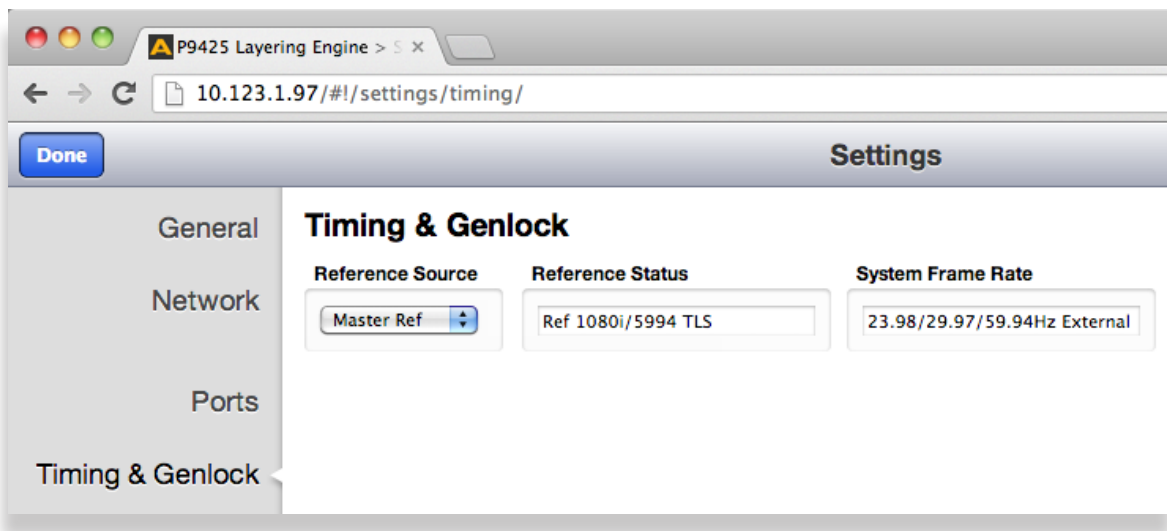 P9425 Layering Engine > S
10.123.1.97/#!/settings/timing/
Done
Settings
General
Network
Ports
Timing & Genlock
Timing & Genlock
Reference Source
Reference Status
System Frame Rate
Master Ref
Ref 1080i/5994 TLS
23.98/29.97/59.94Hz External